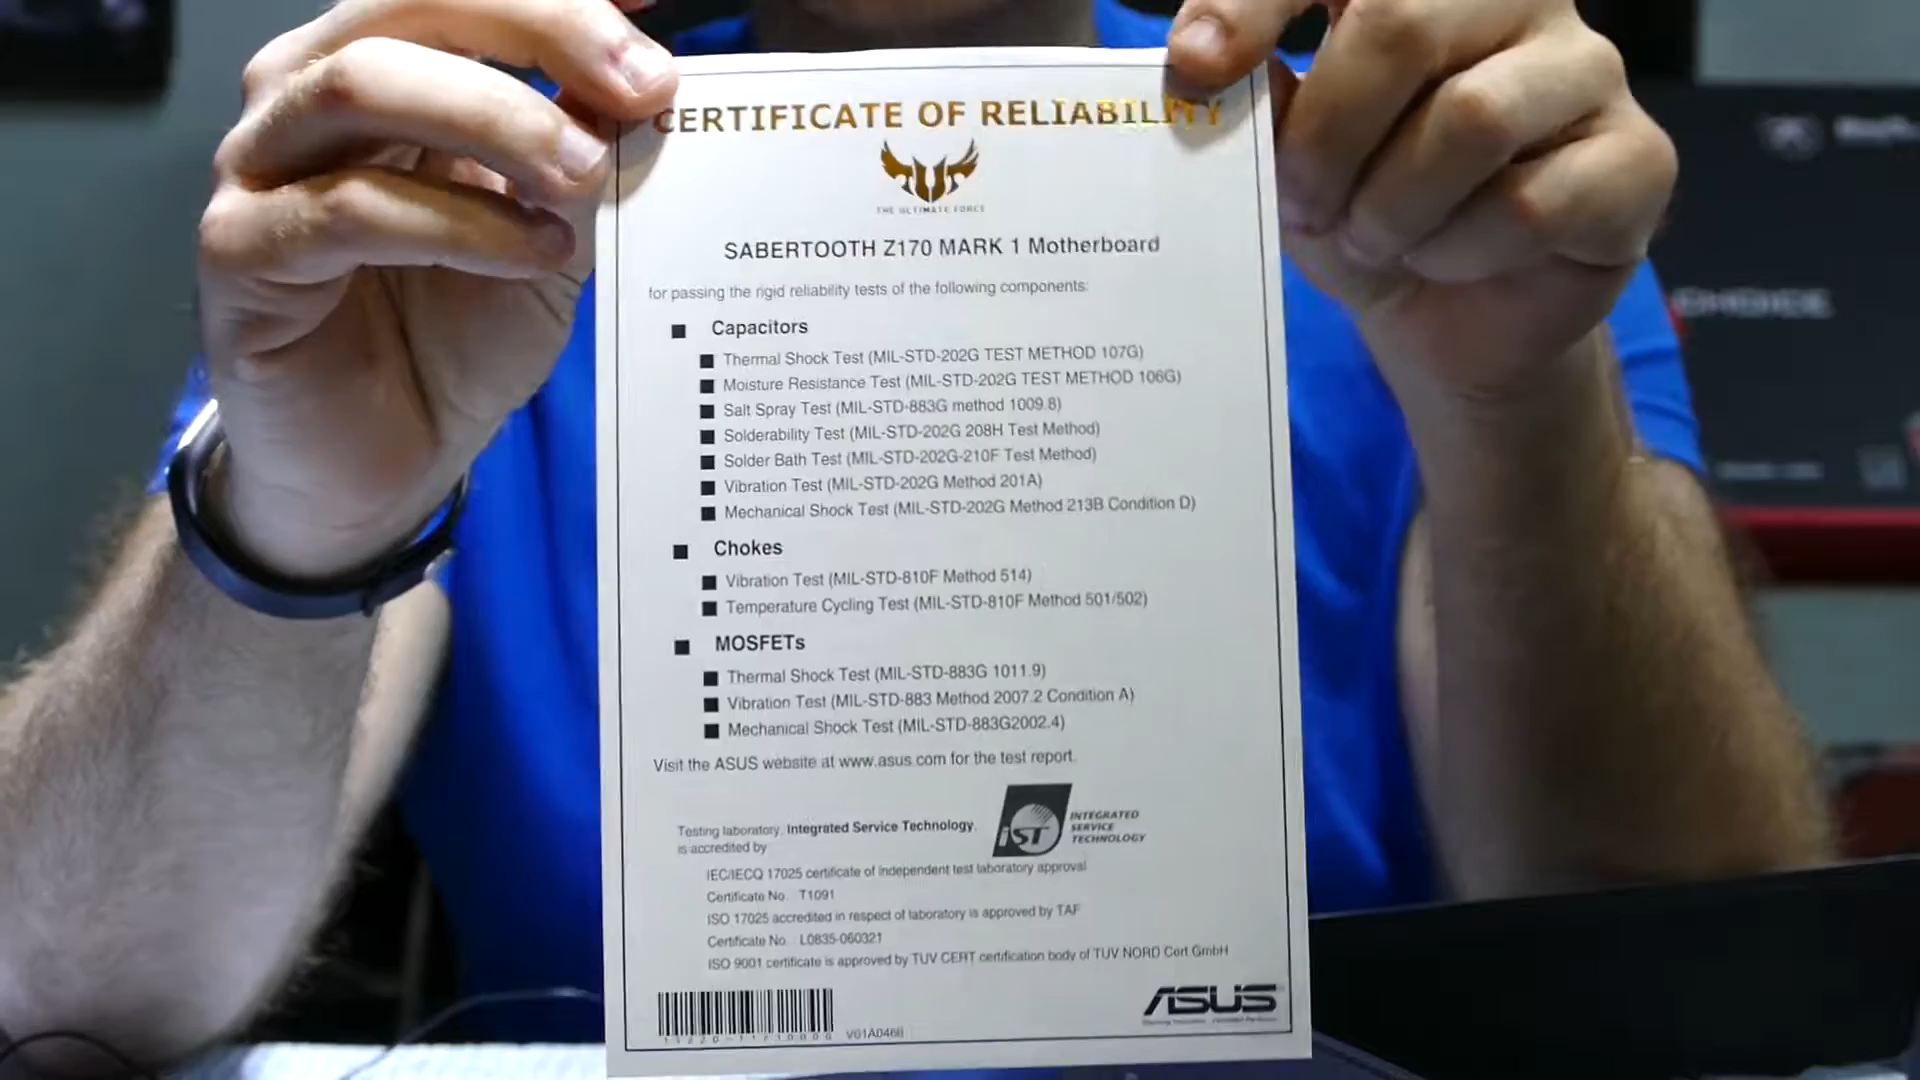 CERTIFICATE OF RELIABILITY
TUF
THE ULTIMATE FORCE
SABERTOOTH Z170 MARK 1 Motherboard
for passing the rigid reliability tests of the following components:
Capacitors
Thermal Shock Test (MIL-STD-202G TEST METHOD 107G)
Moisture Resistance Test (MIL-STD-202G TEST METHOD 106G)
Salt Spray Test (MIL-STD-883G method 1009.8)
Solderability Test (MIL-STD-202G 208H Test Method)
Solder Bath Test (MIL-STD-202G-210F Test Method)
Vibration Test (MIL-STD-202G Method 201A)
Mechanical Shock Test (MIL-STD-202G Method 213B Condition D)
Chokes
Vibration Test (MIL-STD-810F Method 514)
Temperature Cycling Test (MIL-STD-810F Method 501/502)
MOSFETs
Thermal Shock Test (MIL-STD-883G 1011.9)
Vibration Test (MIL-STD-883 Method 2007.2 Condition A)
Mechanical Shock Test (MIL-STD-883G2002.4)
Visit the ASUS website at www.asus.com for the test report.
Testing laboratory, Integrated Service Technology,
is accredited by
iST
INTEGRATED
SERVICE
TECHNOLOGY
IEC/IECQ 17025 certificate of independent test laboratory approval
Certificate No. T1091
ISO 17025 accredited in respect of laboratory is approved by TAF
Certificate No. L0835-060321
ISO 9001 certificate is approved by TUV CERT certification body of TUV NORD Cert GmbH
V01A0468
ASUS
CHOICE